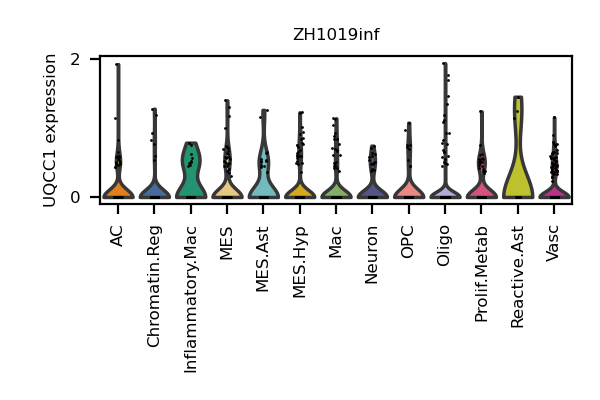 ZH1019inf
UQCC1 expression
2
0
AC
Chromatin.Reg
Inflammatory.Mac
MES
MES.Ast
MES.Hyp
Mac
Neuron
OPC
Oligo
Prolif.Metab
Reactive.Ast
Vasc